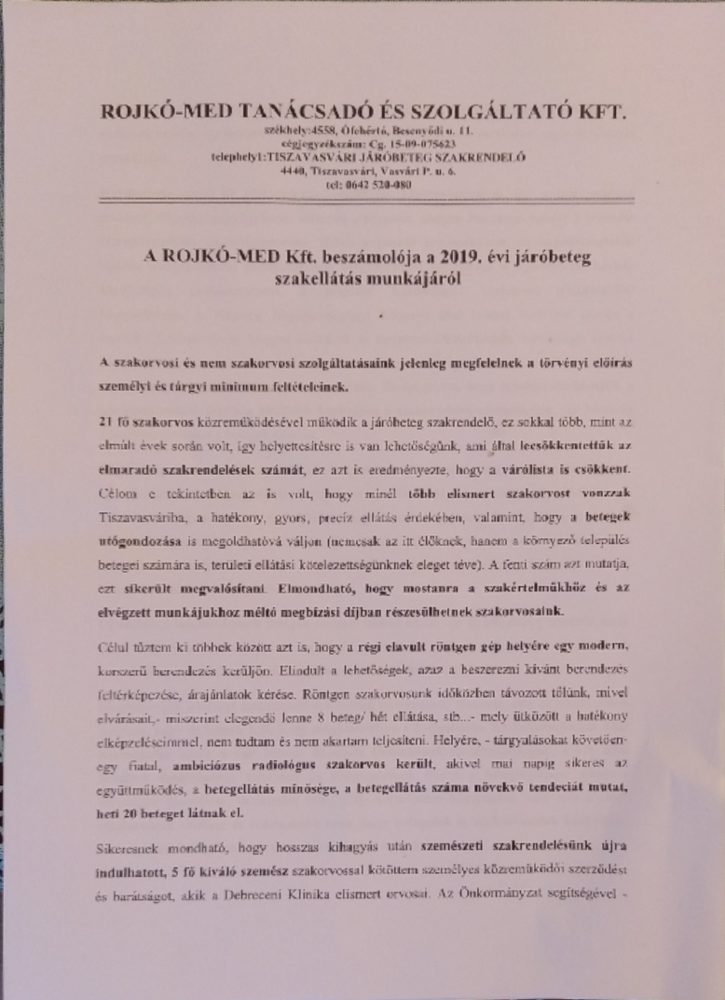 ROJKÓ-MED TANÁCSADÓ ÉS SZOLGÁLTATÓ KFT.
székhely:4558, Ófehértó, Besenyődi u. 11.
cégjegyzékszám: Cg. 15-09-075623
telephely1:TISZAVASVÁRI JÁRÓBETEG SZAKRENDELŐ
4440, Tiszavasvári, Vasvári P. u. 6.
tel: 0642 520-080
A ROJKÓ-MED Kft. beszámolója a 2019. évi járóbeteg
szakellátás munkájáról
A szakorvosi és nem szakorvosi szolgáltatásaink jelenleg megfelelnek a törvényi előírás
személyi és tárgyi minimum feltételeinek.
21 fő szakorvos közreműködésével működik a járóbeteg szakrendelő, ez sokkal több, mint az
elmúlt évek során volt, így helyettesítésre is van lehetőségünk, ami által lecsökkentettük az
elmaradó szakrendelések számát, ez azt is eredményezte, hogy a várólista is csökkent.
Célom e tekintetben az is volt, hogy minél több elismert szakorvost vonzzak
Tiszavasváriba, a hatékony, gyors, precíz ellátás érdekében, valamint, hogy a betegek
utógondozása is megoldhatóvá váljon (nemcsak az itt élőknek, hanem a környező település
betegei számára is, területi ellátási kötelezettségünknek eleget téve). A fenti szám azt mutatja,
ezt sikerült megvalósítani. Elmondható, hogy mostanra a szakértelmükhöz és az
elvégzett munkájukhoz méltó megbízási díjban részesülhetnek szakorvosaink.
Célul tűztem ki többek között azt is, hogy a régi elavult röntgen gép helyére egy modern,
korszerű berendezés kerüljön. Elindult a lehetőségek, azaz a beszerezni kívánt berendezés
feltérképezése, árajánlatok kérése. Röntgen szakorvosunk időközben távozott tőlünk, mivel
elvárásait,- miszerint elegendő lenne 8 beteg/ hét ellátása, stb...- mely ütközött a hatékony
elképzeléseimmel, nem tudtam és nem akartam teljesíteni. Helyére, - tárgyalásokat követően-
egy fiatal, ambiciózus radiológus szakorvos került, akivel mai napig sikeres az
együttműködés, a betegellátás minősége, a betegellátás száma növekvő tendeciát mutat,
heti 20 beteget látnak el.
Sikeresnek mondható, hogy hosszas kihagyás után szemészeti szakrendelésünk újra
indulhatott, 5 fő kiváló szemész szakorvossal kötöttem személyes közreműködői szerződést
és barátságot, akik a Debreceni Klinika elismert orvosai. Az Önkormányzat segítségével -